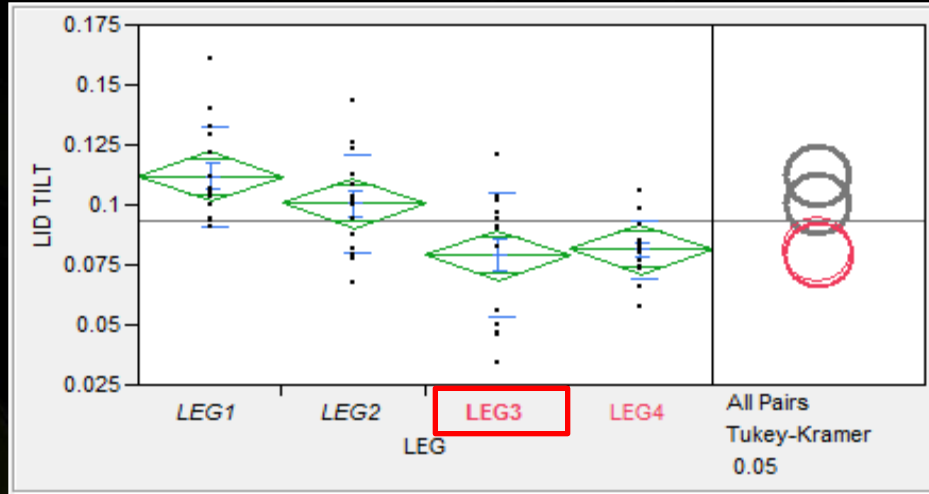 0.175
0.15
0.125
0.1
0.075
0.05
0.025
LID TILT
LEG1 LEG2 LEG3 LEG4
LEG
All Pairs
Tukey-Kramer
0.05